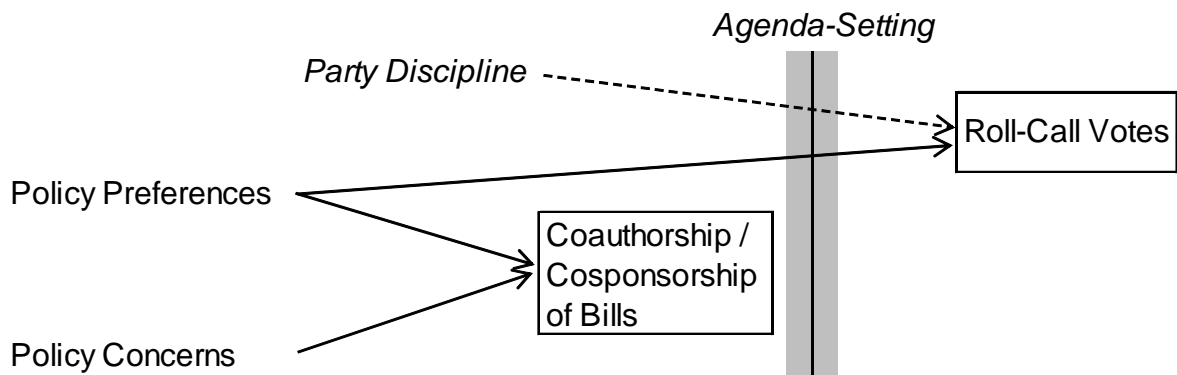 Agenda-Setting
Party Discipline
Roll-Call Votes
Policy Preferences
Coauthorship /
Cosponsorship
of Bills
Policy Concerns